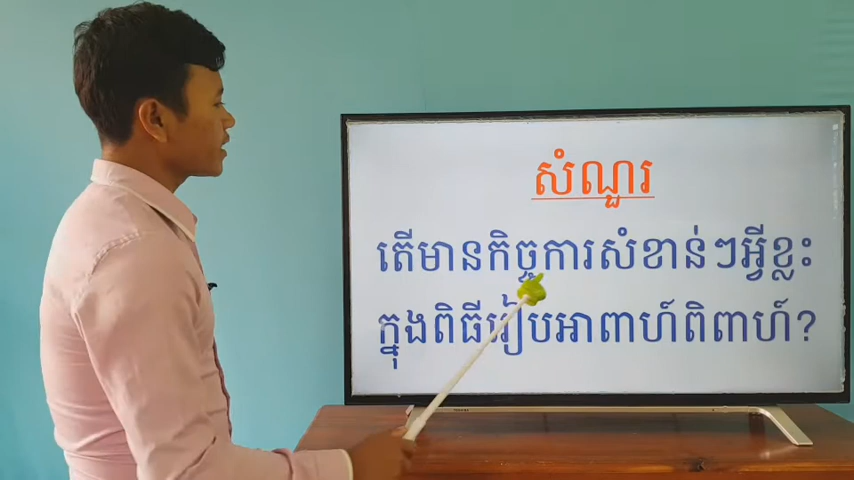 សំណួរ
តើមានកិច្ចការសំខាន់ៗអ្វីខ្លះ
ក្នុងពិធីរៀបអាពាហ៍ពិពាហ៍?